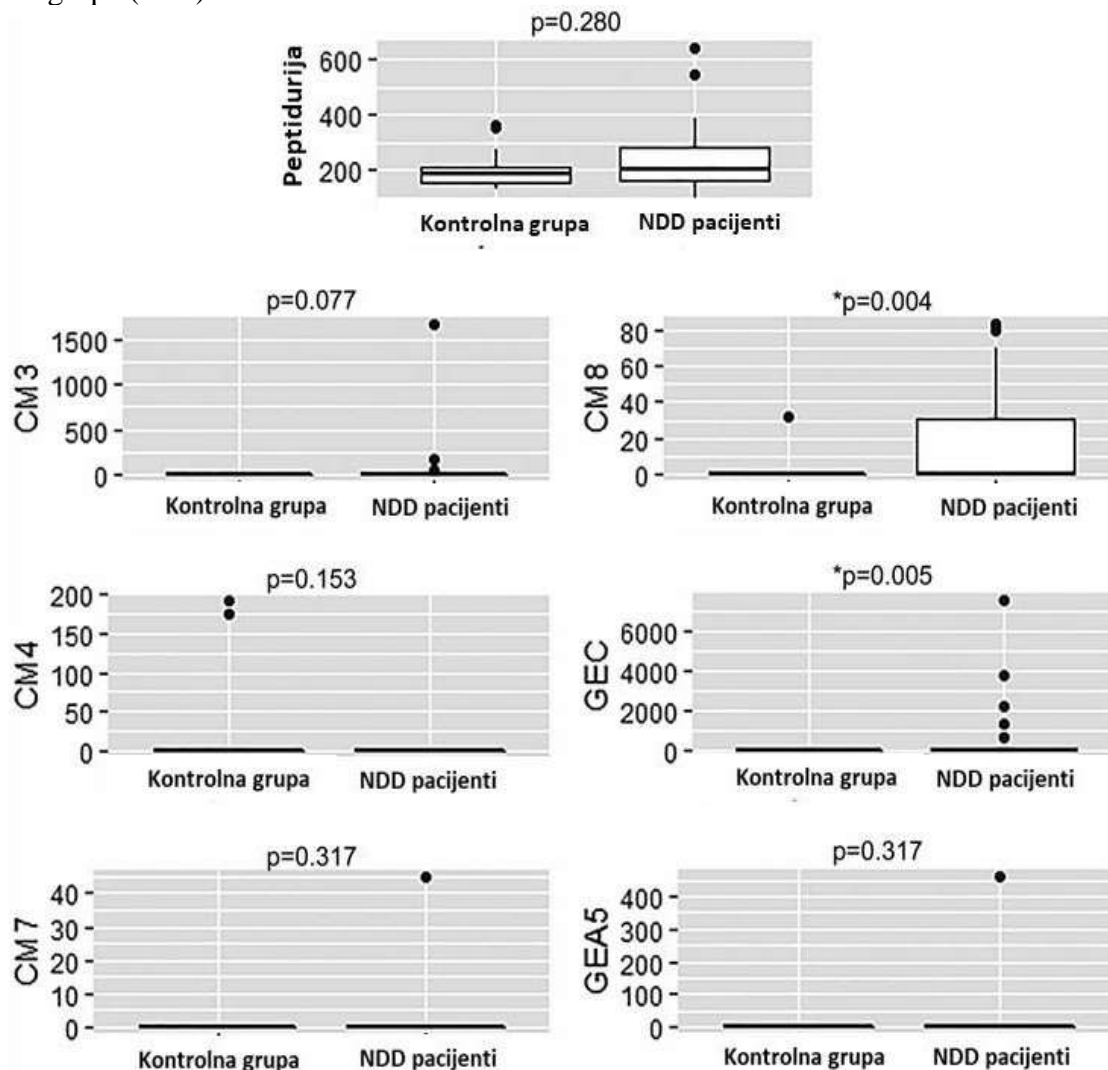 p=0.280
Peptidurija
600
400
200
Kontrolna grupa
NDD pacijenti
p=0.077
CM3
1500
1000
500
0
Kontrolna grupa
NDD pacijenti
*p=0.004
CM8
80
60
40
20
0
Kontrolna grupa
NDD pacijenti
p=0.153
CM4
200
150
100
50
0
Kontrolna grupa
NDD pacijenti
*p=0.005
GEC
6000
4000
2000
0
Kontrolna grupa
NDD pacijenti
p=0.317
CM7
40
30
20
10
0
Kontrolna grupa
NDD pacijenti
p=0.317
GEA5
400
300
200
100
0
Kontrolna grupa
NDD pacijenti